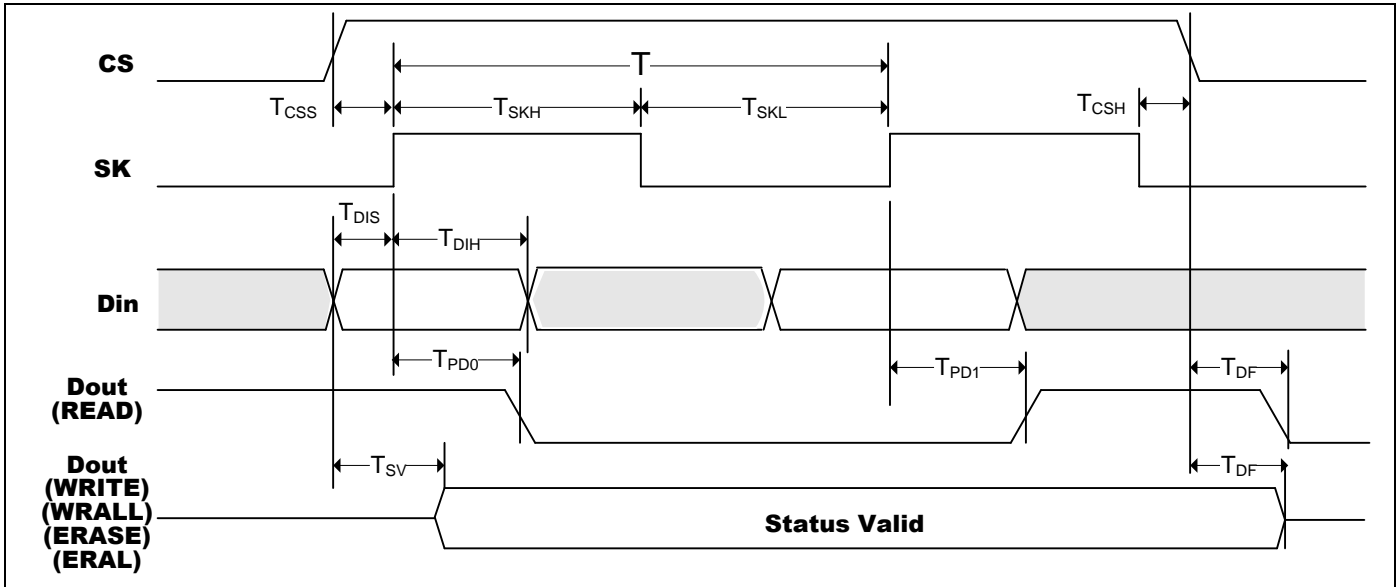 CS
T
TCSS
TSKH
TSKL
TCSH
SK
TDIS
TDIH
Din
TPD0
TPD1
TDF
Dout
(READ)
TSV
TDF
Dout
(WRITE)
(WRALL)
(ERASE)
(ERAL)
Status Valid